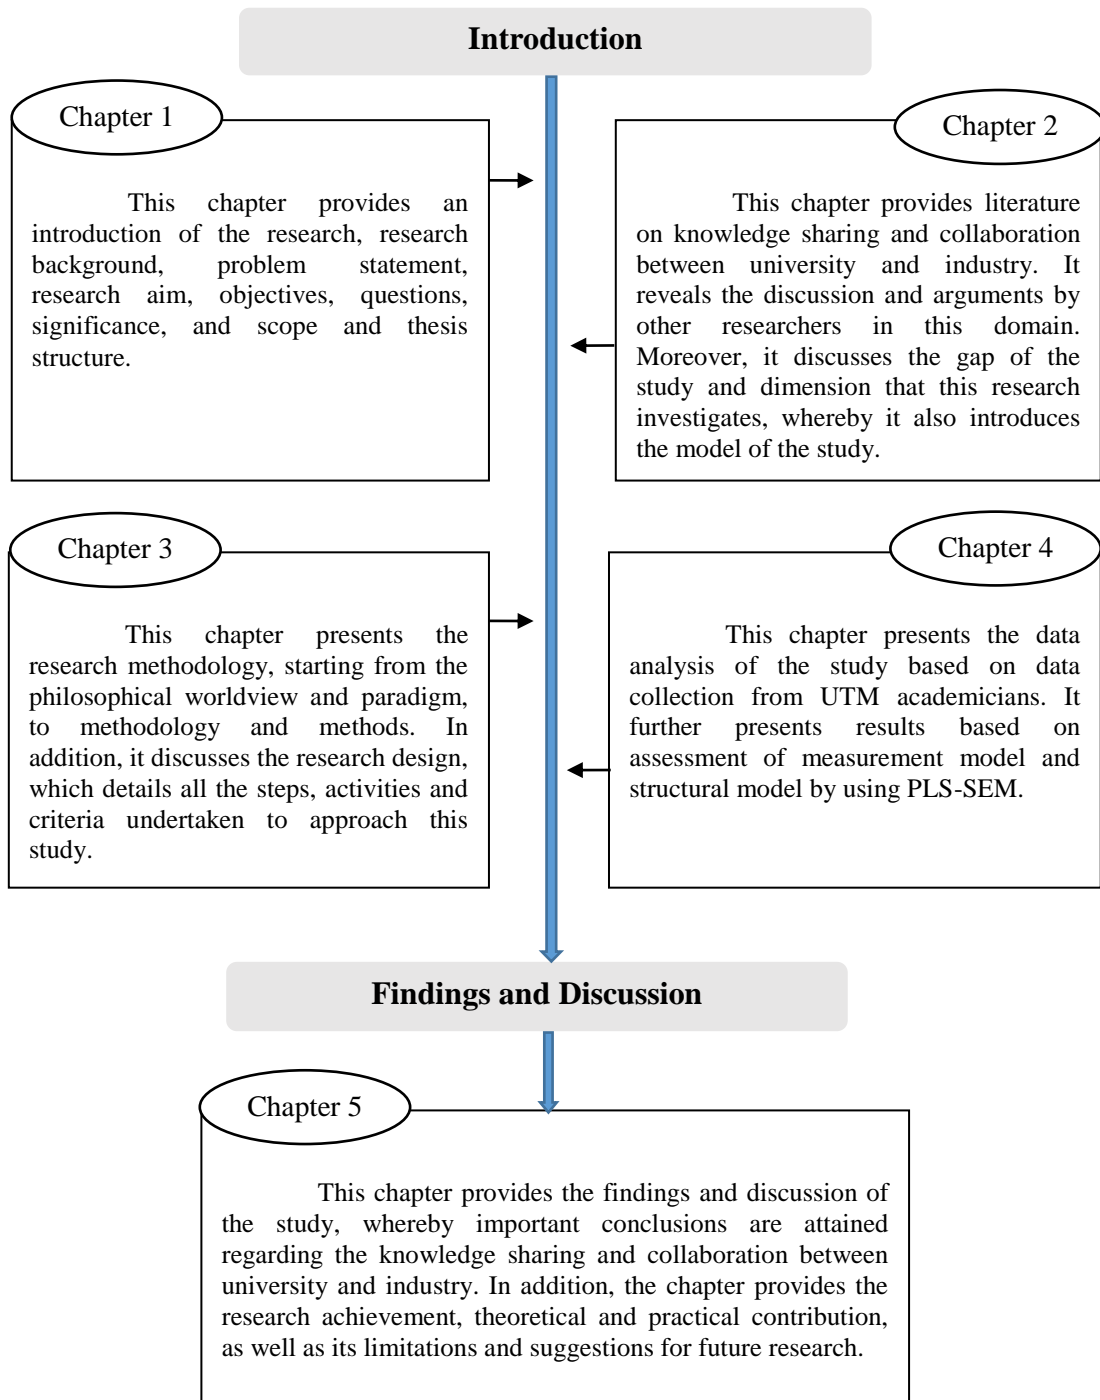 Introduction
Chapter 1
This chapter provides an
introduction of the research, research
background, problem statement,
research aim, objectives, questions,
significance, and scope and thesis
structure.
Chapter 2
This chapter provides literature
on knowledge sharing and collaboration
between university and industry. It
reveals the discussion and arguments by
other researchers in this domain.
Moreover, it discusses the gap of the
study and dimension that this research
investigates, whereby it also introduces
the model of the study.
Chapter 3
This chapter presents the
research methodology, starting from the
philosophical worldview and paradigm,
to methodology and methods. In
addition, it discusses the research design,
which details all the steps, activities and
criteria undertaken to approach this
study.
Chapter 4
This chapter presents the data
analysis of the study based on data
collection from UTM academicians. It
further presents results based on
assessment of measurement model and
structural model by using PLS-SEM.
Findings and Discussion
Chapter 5
This chapter provides the findings and discussion of
the study, whereby important conclusions are attained
regarding the knowledge sharing and collaboration between
university and industry. In addition, the chapter provides the
research achievement, theoretical and practical contribution,
as well as its limitations and suggestions for future research.